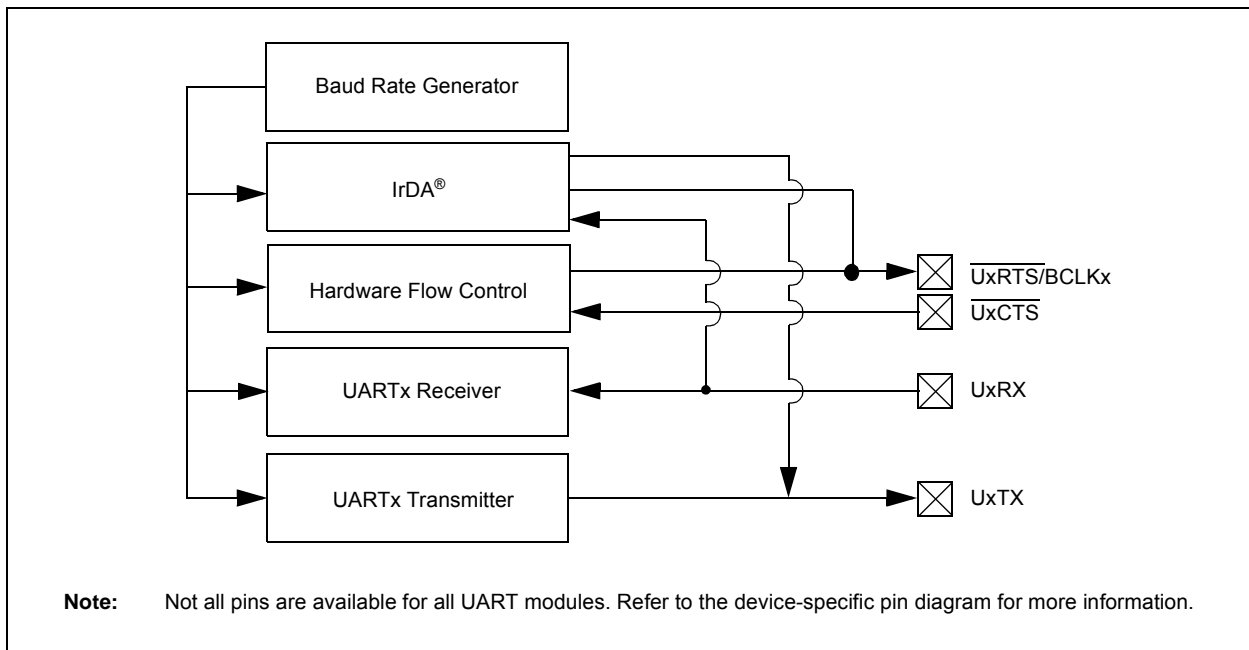 Baud Rate Generator
IrDA®
Hardware Flow Control
UARTx Receiver
UARTx Transmitter
UxRTS/BCLKx
UxCTS
UxRX
UxTX
Note: Not all pins are available for all UART modules. Refer to the device-specific pin diagram for more information.